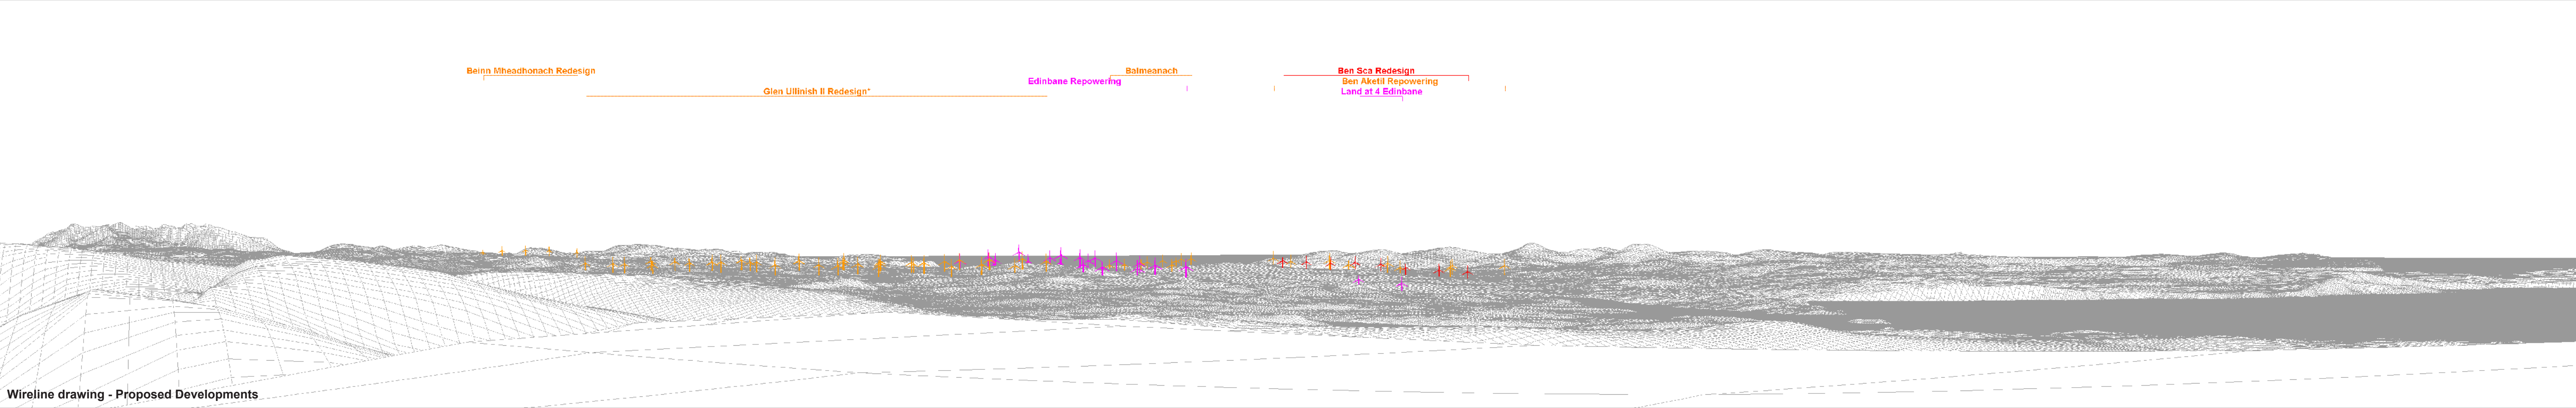 Beinn Mheadhonach Redesign
Balmeanach
Ben Sca Redesign
Edinbane Repowering
Ben Aketil Repowering
Glen Ullinish II Redesign*
Land at 4 Edinbane
Wireline drawing - Proposed Developments